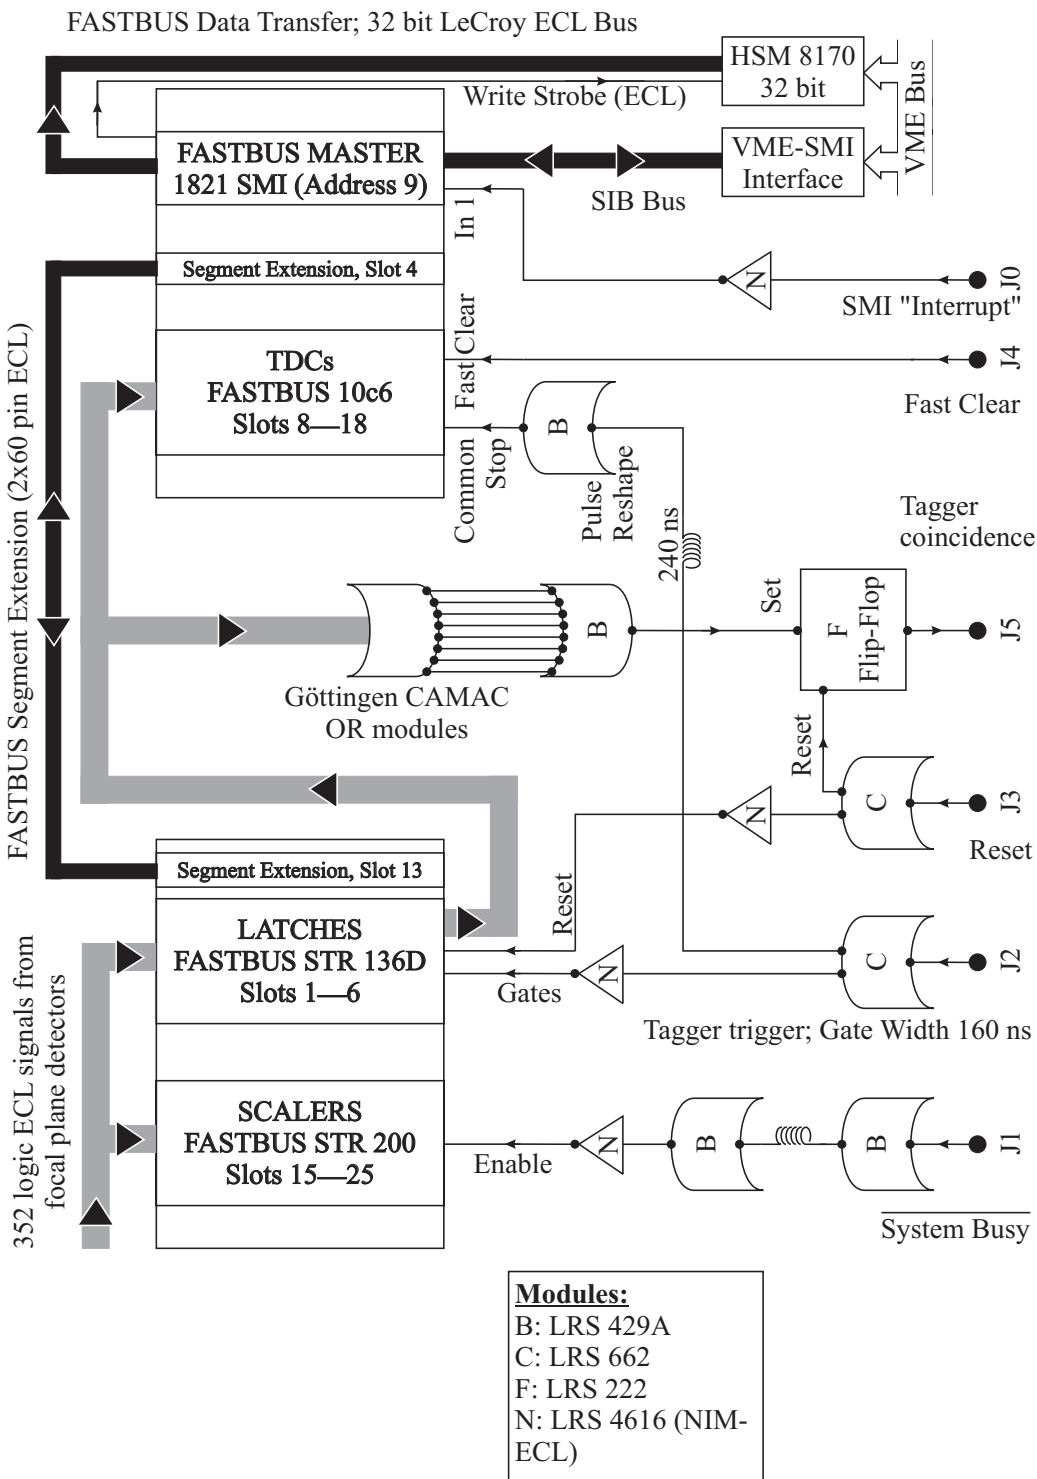 FASTBUS Data Transfer; 32 bit LeCroy ECL Bus
HSM 8170
32 bit
VME Bus
Write Strobe (ECL)
FASTBUS MASTER
1821 SMI (Address 9)
VME-SMI
Interface
SIB Bus
In 1
Segment Extension, Slot 4
N
J0
SMI "Interrupt"
FASTBUS Segment Extension (2x60 pin ECL)
TDCs
FASTBUS 10c6
Slots 8—18
Fast Clear
J4
Fast Clear
B
Common
Stop
Pulse
Reshape
240 ns
Tagger
coincidence
Set
F
Flip-Flop
J5
B
Göttingen CAMAC
OR modules
Reset
N
C
J3
Reset
Segment Extension, Slot 13
Reset
LATCHES
FASTBUS STR 136D
Slots 1—6
Gates
N
C
J2
Tagger trigger; Gate Width 160 ns
352 logic ECL signals from
focal plane detectors
SCALERS
FASTBUS STR 200
Slots 15—25
Enable
N
B
B
J1
System Busy
Modules:
B: LRS 429A
C: LRS 662
F: LRS 222
N: LRS 4616 (NIM-
ECL)